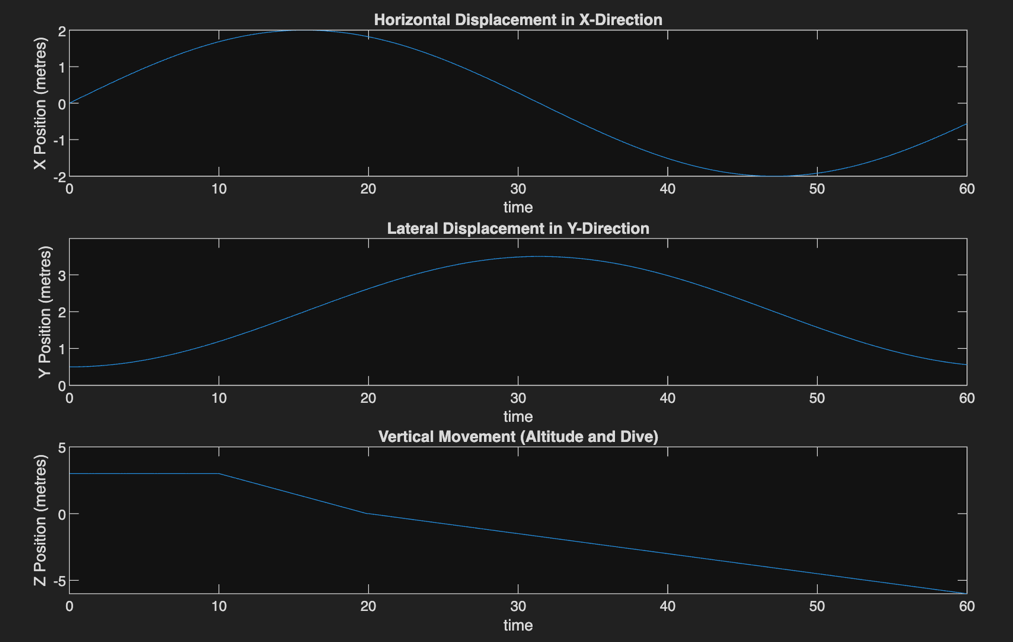 Horizontal Displacement in X-Direction
2
1
0
-1
-2
X Position (metres)
0 10 20 30 40 50 60
time
Lateral Displacement in Y-Direction
3
2
1
0
Y Position (metres)
0 10 20 30 40 50 60
time
Vertical Movement (Altitude and Dive)
5
0
-5
Z Position (metres)
0 10 20 30 40 50 60
time